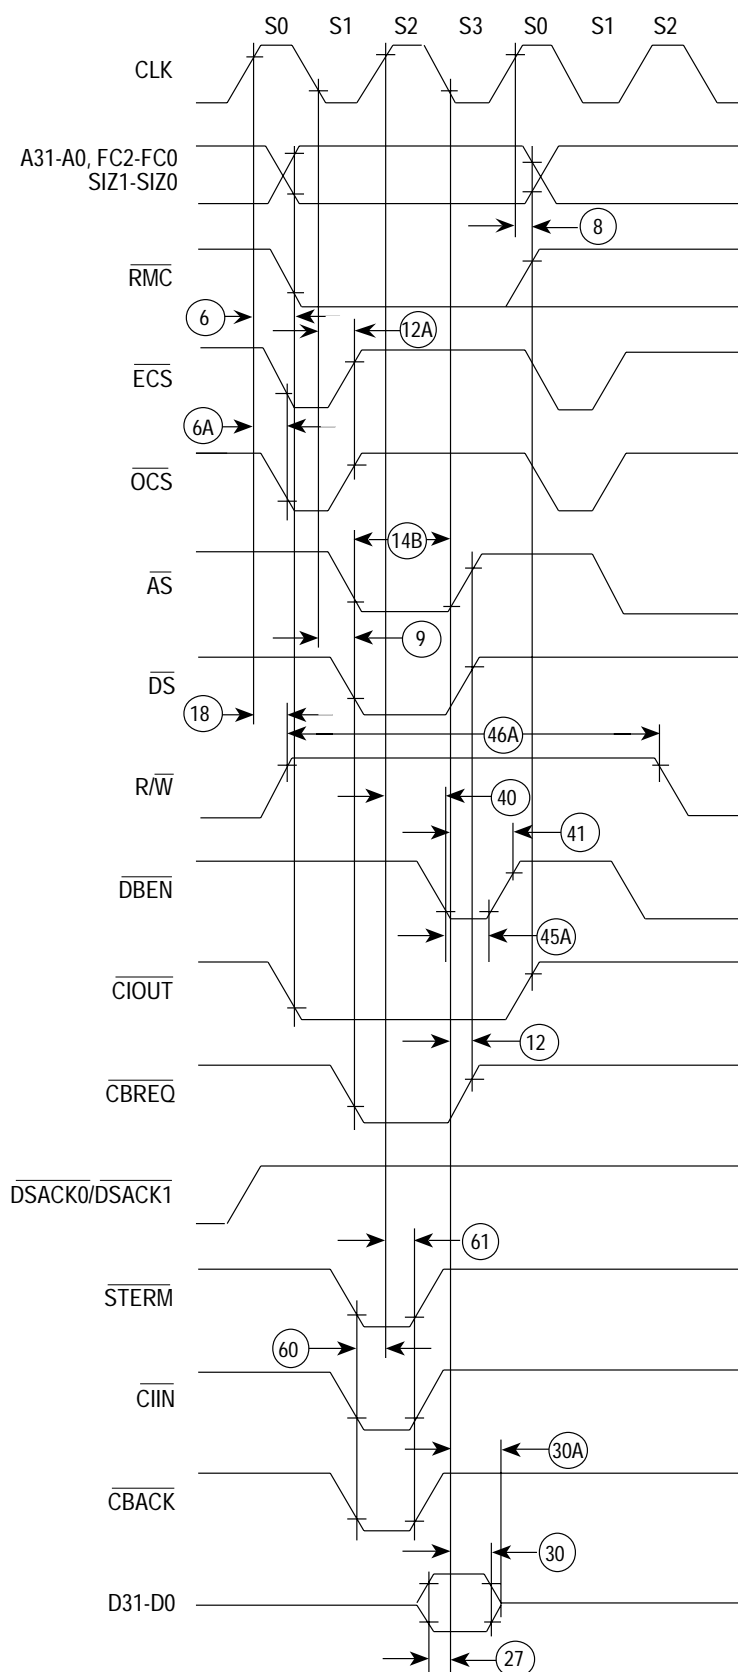 S0 S1 S2 S3 S0 S1 S2
CLK
A31-A0, FC2-FC0
SIZ1-SIZ0
8
RMC
6
12A
ECS
6A
OCS
14B
AS
9
DS
18
46A
R/W
40
41
DBEN
45A
CIOUT
12
CBREQ
DSACK0/DSACK1
61
STERM
60
CIIN
30A
CBACK
30
D31-D0
27